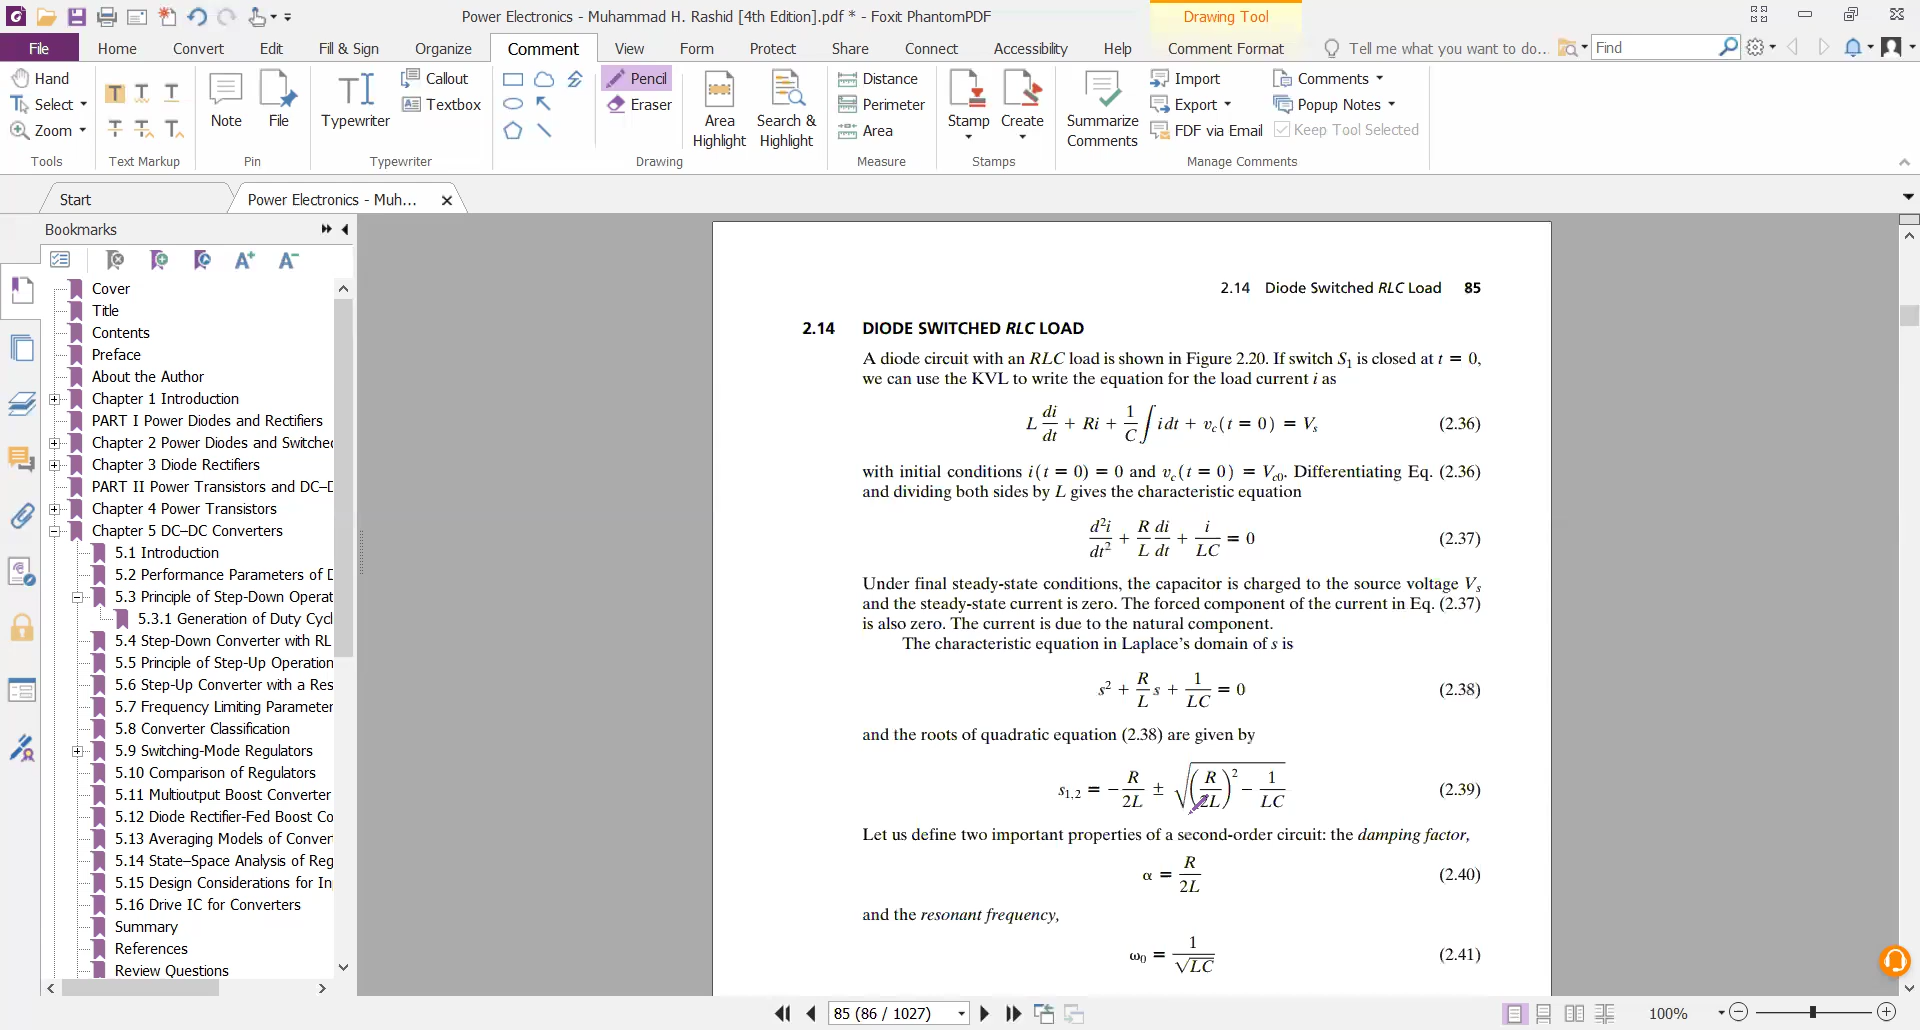 Power Electronics - Muhammad H. Rashid [4th Edition].pdf * - Foxit PhantomPDF
Drawing Tool
File
Home
Convert
Edit
Fill & Sign
Organize
Comment
View
Form
Protect
Share
Connect
Accessibility
Help
Comment Format
Tell me what you want to do...
Find
Hand
Select
Zoom
Tools
Text Markup
Note
File
Pin
Typewriter
Callout
Textbox
Typewriter
Pencil
Eraser
Area Highlight
Search & Highlight
Drawing
Distance
Perimeter
Area
Measure
Stamp
Create
Stamps
Summarize Comments
Import
Export
FDF via Email
Comments
Popup Notes
Keep Tool Selected
Manage Comments
Start
Power Electronics - Muh...
Bookmarks
Cover
Title
Contents
Preface
About the Author
Chapter 1 Introduction
PART I Power Diodes and Rectifiers
Chapter 2 Power Diodes and Switched
Chapter 3 Diode Rectifiers
PART II Power Transistors and DC–D
Chapter 4 Power Transistors
Chapter 5 DC–DC Converters
5.1 Introduction
5.2 Performance Parameters of D
5.3 Principle of Step-Down Operat
5.3.1 Generation of Duty Cycl
5.4 Step-Down Converter with RL
5.5 Principle of Step-Up Operation
5.6 Step-Up Converter with a Res
5.7 Frequency Limiting Parameter
5.8 Converter Classification
5.9 Switching-Mode Regulators
5.10 Comparison of Regulators
5.11 Multioutput Boost Converter
5.12 Diode Rectifier-Fed Boost Co
5.13 Averaging Models of Conver
5.14 State–Space Analysis of Reg
5.15 Design Considerations for In
5.16 Drive IC for Converters
Summary
References
Review Questions
2.14 Diode Switched RLC Load 85
2.14 DIODE SWITCHED RLC LOAD
A diode circuit with an RLC load is shown in Figure 2.20. If switch S₁ is closed at t = 0,
we can use the KVL to write the equation for the load current i as
L di/dt + Ri + 1/C ∫ i dt + v_c(t = 0) = V_s (2.36)
with initial conditions i(t = 0) = 0 and v_c(t = 0) = V_c0. Differentiating Eq. (2.36)
and dividing both sides by L gives the characteristic equation
d²i/dt² + R/L di/dt + i/LC = 0 (2.37)
Under final steady-state conditions, the capacitor is charged to the source voltage V_s
and the steady-state current is zero. The forced component of the current in Eq. (2.37)
is also zero. The current is due to the natural component.
The characteristic equation in Laplace's domain of s is
s² + R/L s + 1/LC = 0 (2.38)
and the roots of quadratic equation (2.38) are given by
s₁,₂ = −R/2L ± √((R/2L)² − 1/LC) (2.39)
Let us define two important properties of a second-order circuit: the damping factor,
α = R/2L (2.40)
and the resonant frequency,
ω₀ = 1/√LC (2.41)
85 (86 / 1027)
100%